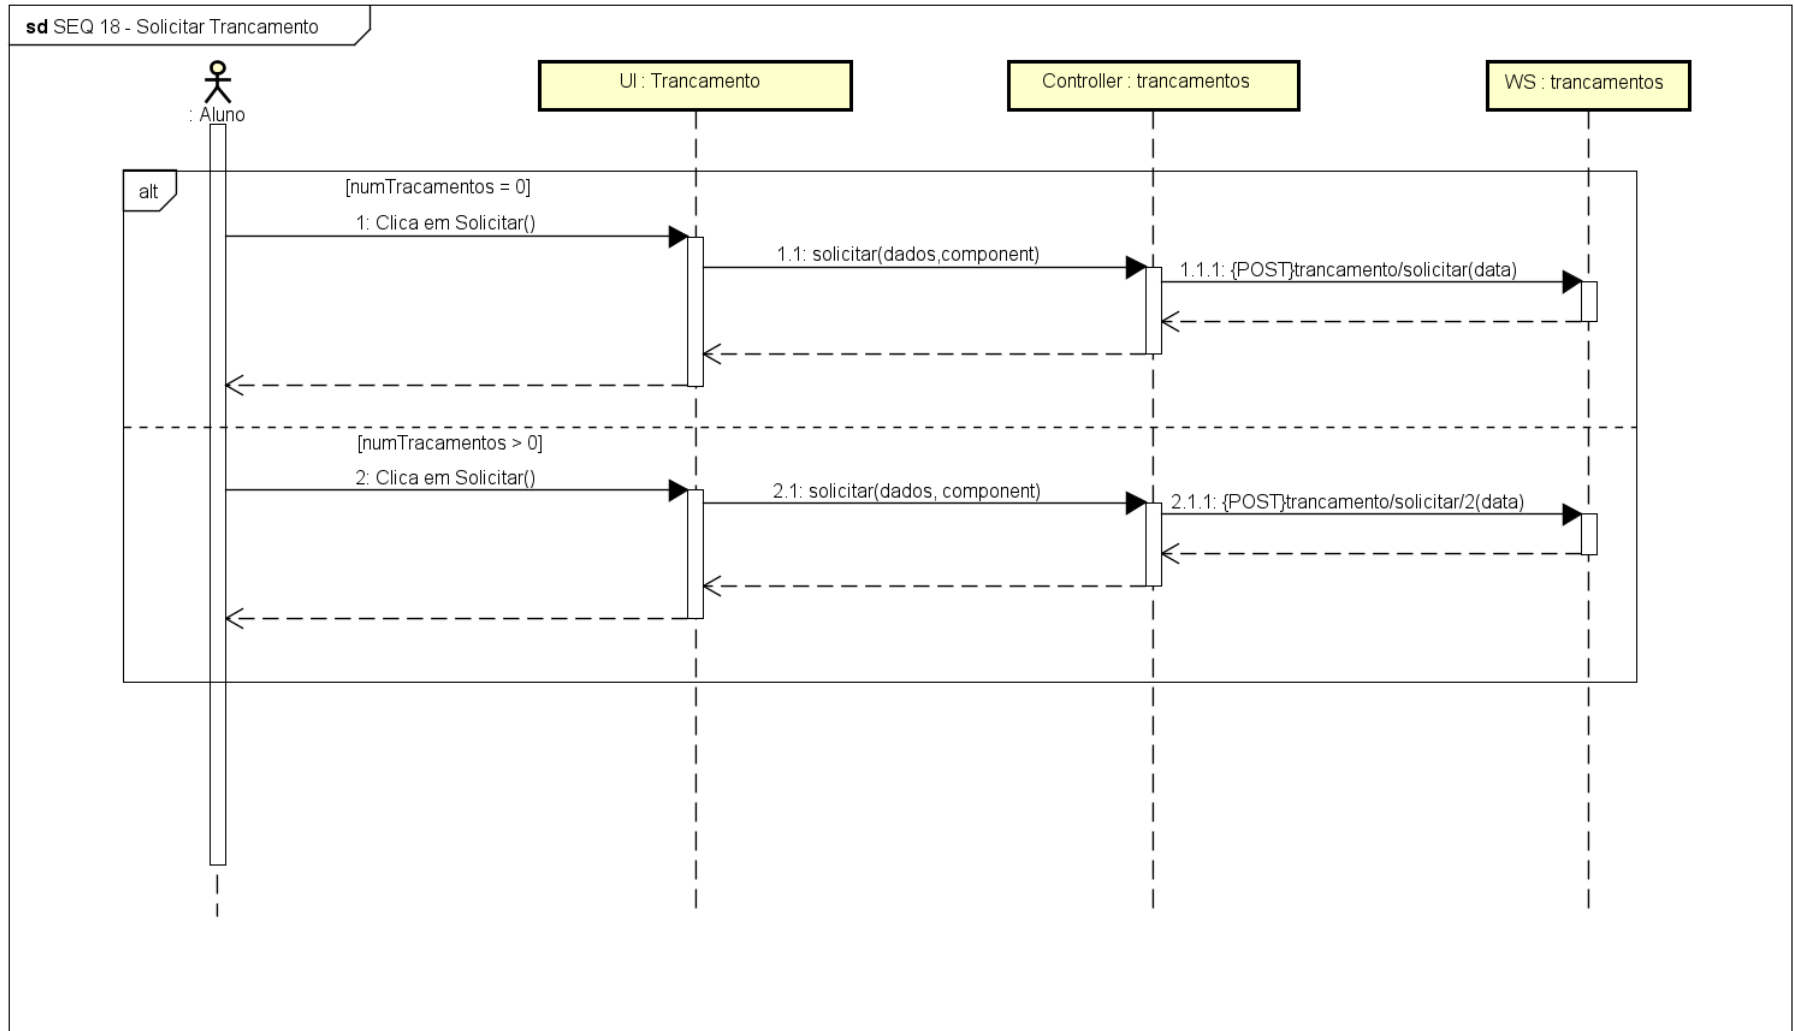 sd SEQ 18 - Solicitar Trancamento
: Aluno
UI : Trancamento
Controller : trancamentos
WS : trancamentos
alt
[numTracamentos = 0]
1: Clica em Solicitar()
1.1: solicitar(dados,component)
1.1.1: {POST}trancamento/solicitar(data)
[numTracamentos > 0]
2: Clica em Solicitar()
2.1: solicitar(dados, component)
2.1.1: {POST}trancamento/solicitar/2(data)